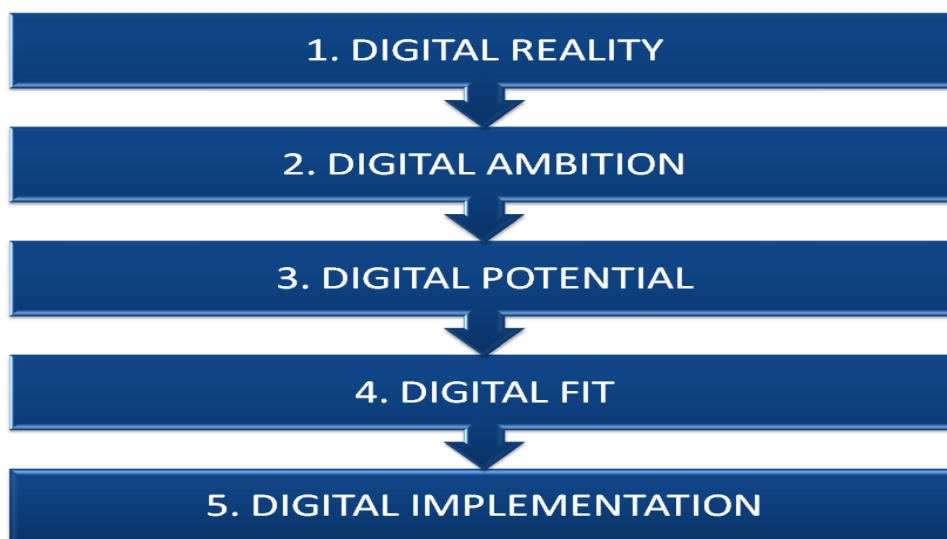 1. DIGITAL REALITY
2. DIGITAL AMBITION
3. DIGITAL POTENTIAL
4. DIGITAL FIT
5. DIGITAL IMPLEMENTATION